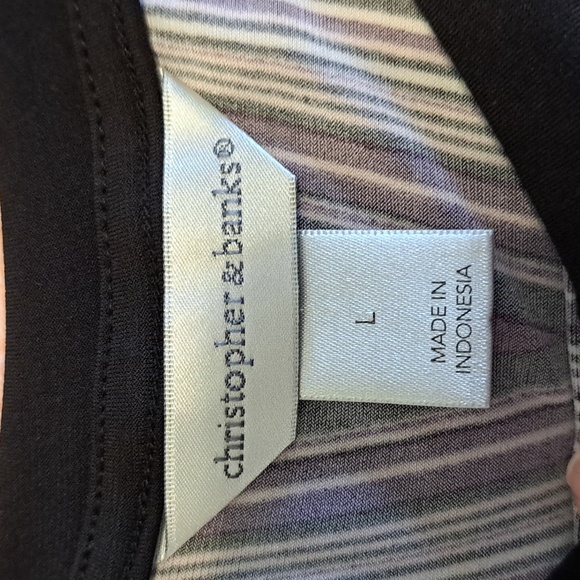 christopher & banks®
L
MADE IN
INDONESIA